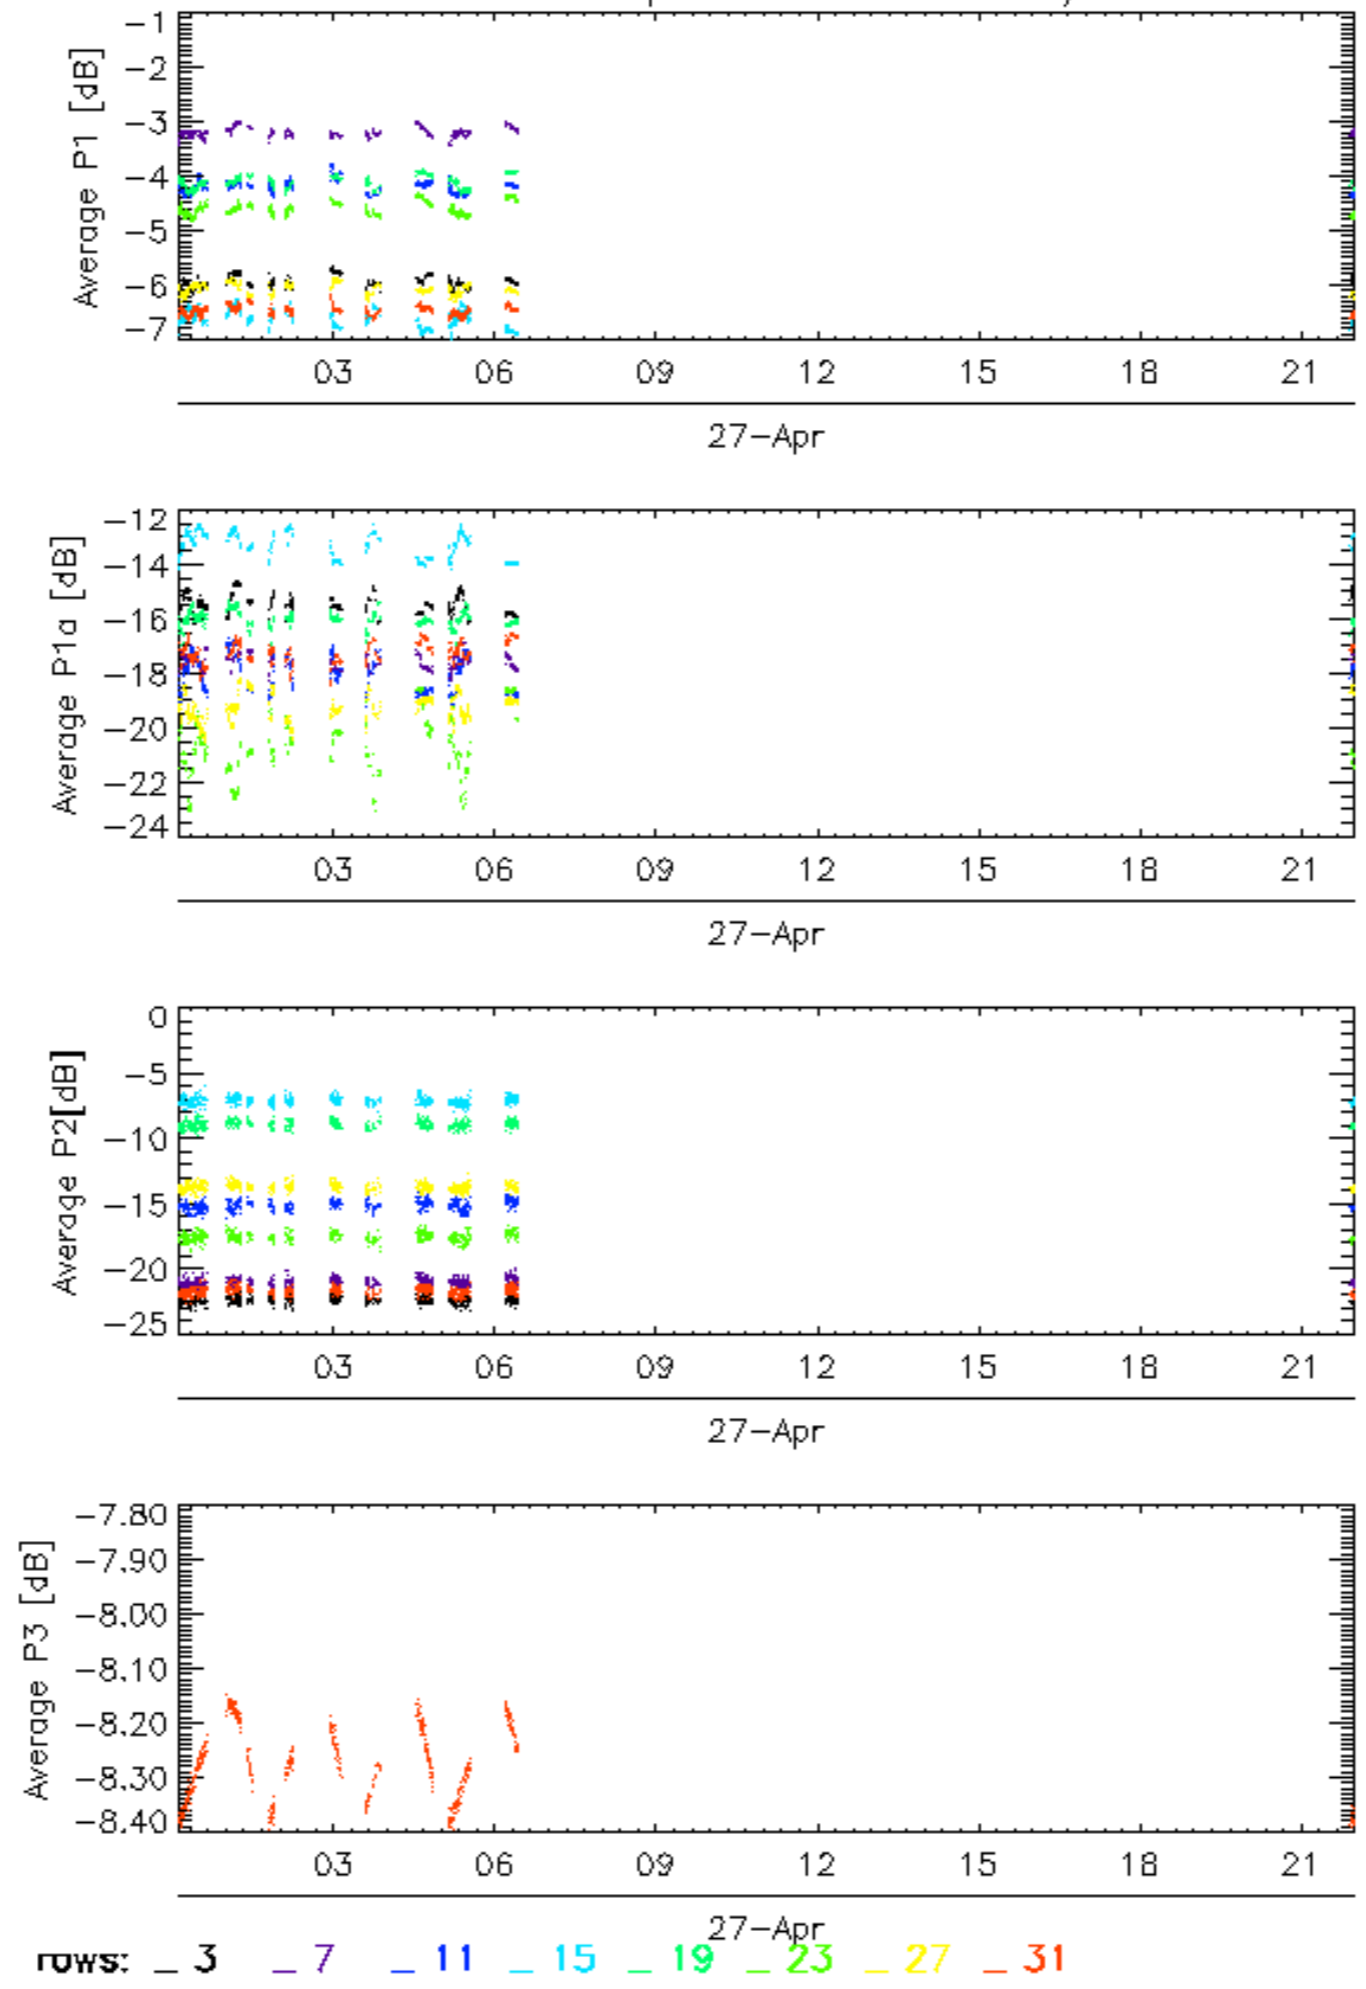 Average P1 [dB]
-1
-2
-3
-4
-5
-6
-7
03 06 09 12 15 18 21
27-Apr
Average P1a [dB]
-12
-14
-16
-18
-20
-22
-24
03 06 09 12 15 18 21
27-Apr
Average P2[dB]
0
-5
-10
-15
-20
-25
03 06 09 12 15 18 21
27-Apr
Average P3 [dB]
-7.80
-7.90
-8.00
-8.10
-8.20
-8.30
-8.40
03 06 09 12 15 18 21
27-Apr
rows: _ 3 _ 7 _ 11 _ 15 _ 19 _ 23 _ 27 _ 31